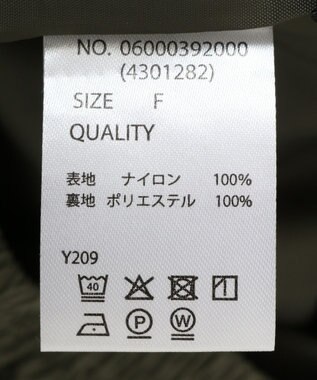 NO. 06000392000
(4301282)
SIZE F
QUALITY
表地 ナイロン 100%
裏地 ポリエステル 100%
Y209
40
P W